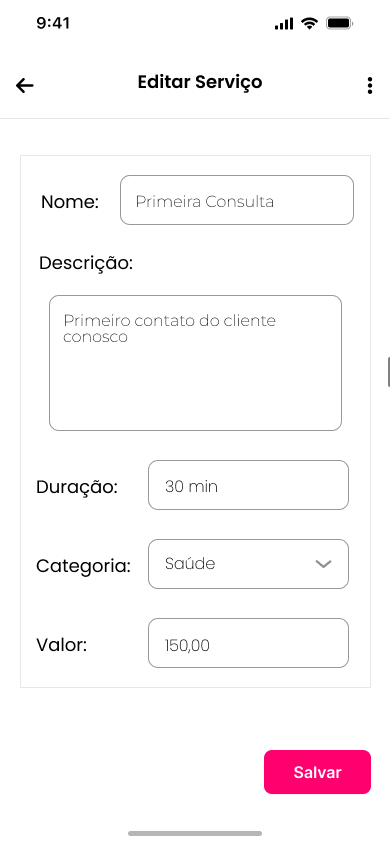 9:41
Editar Serviço
Nome:
Primeira Consulta
Descrição:
Primeiro contato do cliente
conosco
Duração:
30 min
Categoria:
Saúde
Valor:
150,00
Salvar